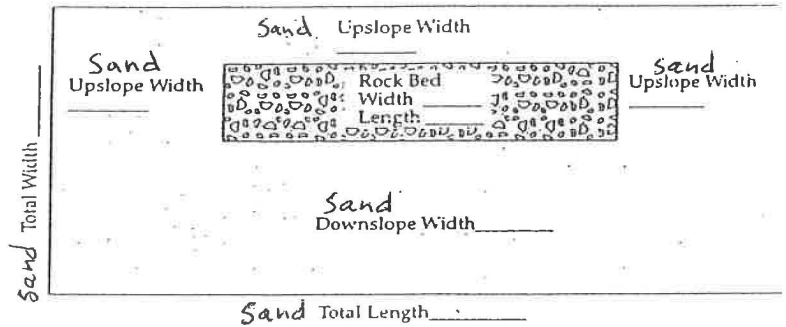 Sand Upslope Width
Sand
Upslope Width
Rock Bed
Width
Length
Sand
Upslope Width
Sand Total Width
Sand
Downslope Width
Sand Total Length